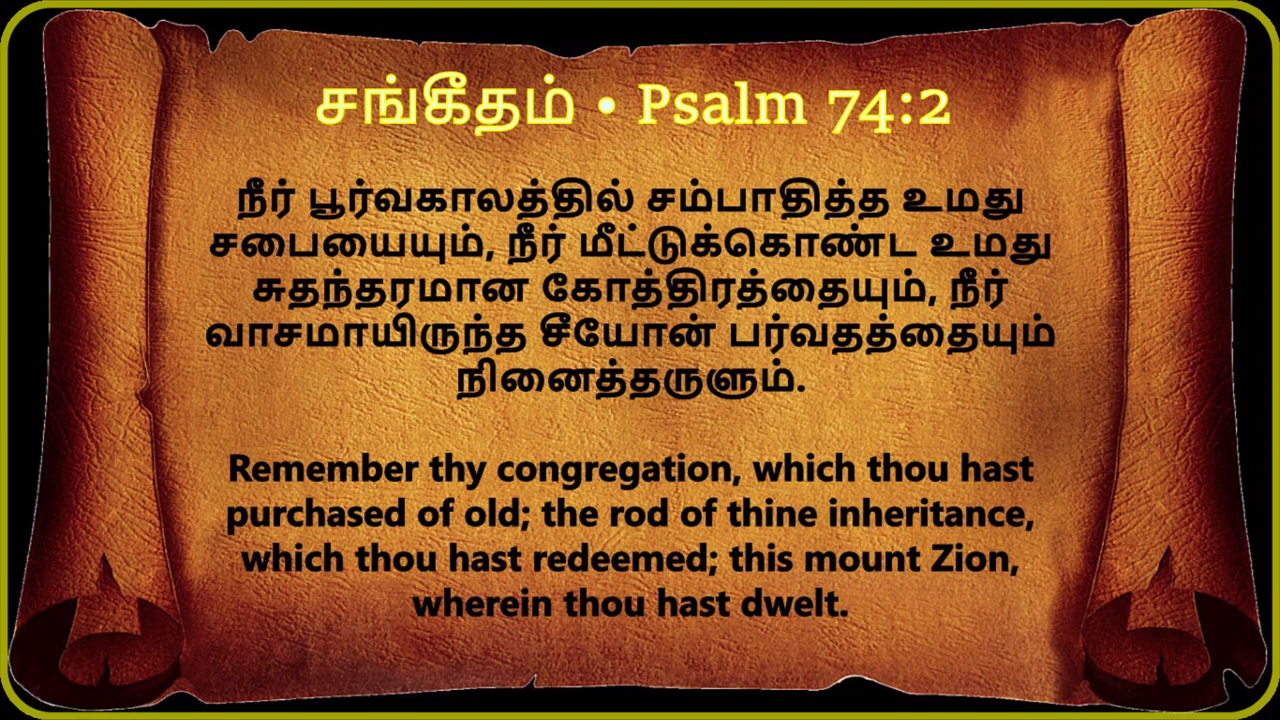 சங்கீதம் • Psalm 74:2
நீர் பூர்வகாலத்தில் சம்பாதித்த உமது
சபையையும், நீர் மீட்டுக்கொண்ட உமது
சுதந்தரமான கோத்திரத்தையும், நீர்
வாசமாயிருந்த சீயோன் பர்வதத்தையும்
நினைத்தருளும்.
Remember thy congregation, which thou hast
purchased of old; the rod of thine inheritance,
which thou hast redeemed; this mount Zion,
wherein thou hast dwelt.